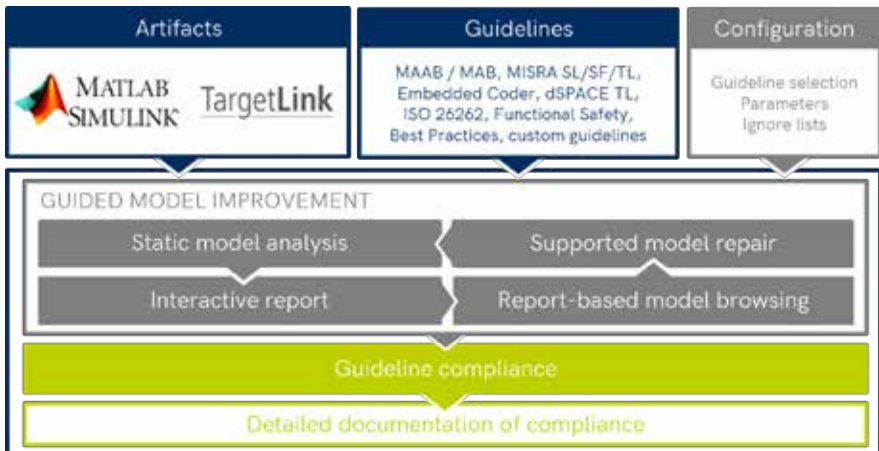 Artifacts
MATLAB
SIMULINK
TargetLink
Guidelines
MAAB / MAB, MISRA SL/SF/TL,
Embedded Coder, dSPACE TL,
ISO 26262, Functional Safety,
Best Practices, custom guidelines
Configuration
Guideline selection
Parameters
Ignore lists
GUIDED MODEL IMPROVEMENT
Static model analysis
Supported model repair
Interactive report
Report-based model browsing
Guideline compliance
Detailed documentation of compliance